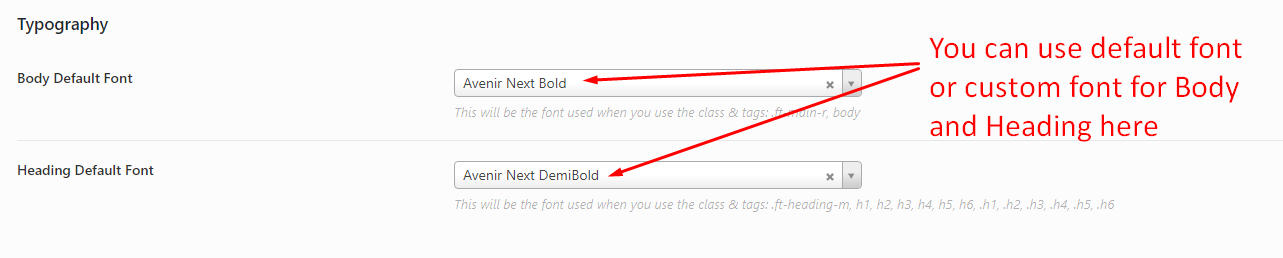 Typography
Body Default Font
Avenir Next Bold
This will be the font used when you use the class & tags: .ft-main-r, body
Heading Default Font
Avenir Next DemiBold
This will be the font used when you use the class & tags: .ft-heading-m, h1, h2, h3, h4, h5, h6, .h1, .h2, .h3, .h4, .h5, .h6
You can use default font
or custom font for Body
and Heading here